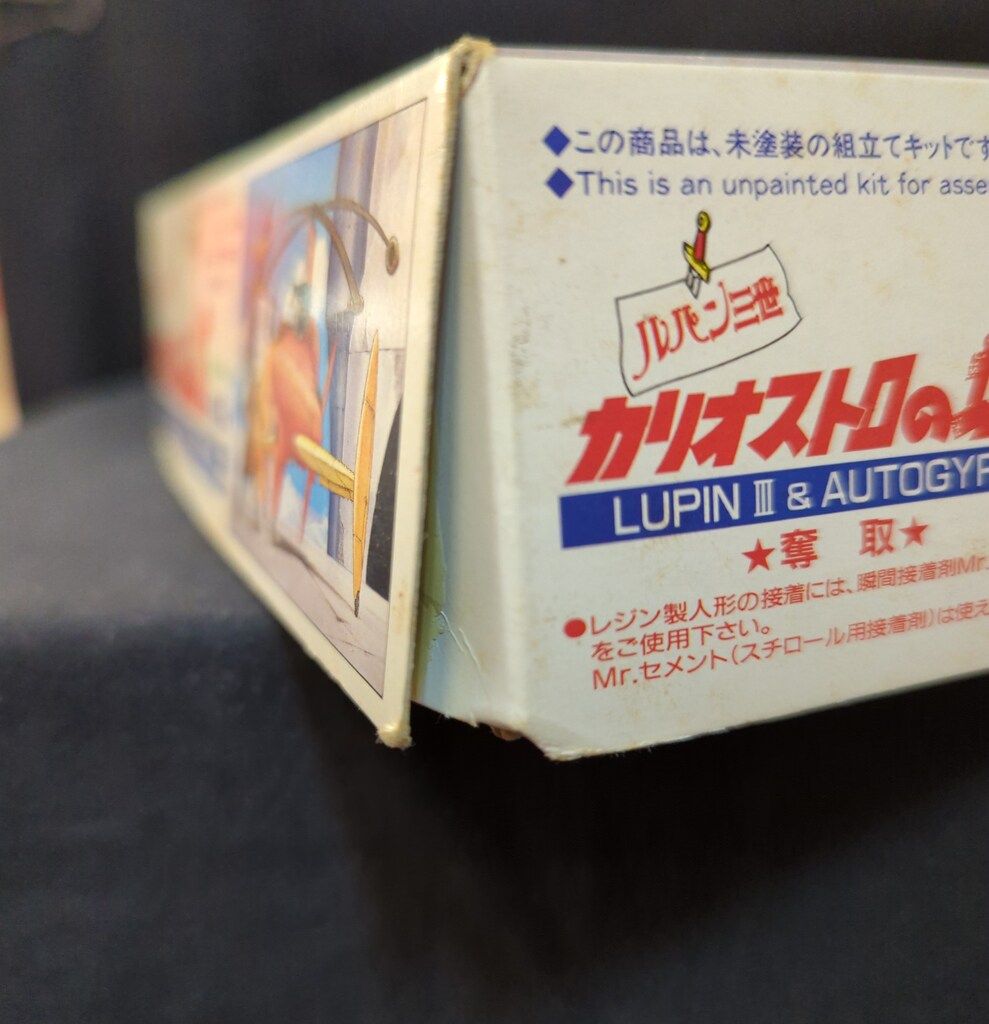 ◆この商品は、未塗装の組立てキットです
◆This is an unpainted kit for asse
ルパン三世
カリオストロの
LUPIN III & AUTOGYR
★奪 取★
●レジン製人形の接着には、瞬間接着剤Mr.
をご使用下さい。
Mr.セメント(スチロール用接着剤)は使え